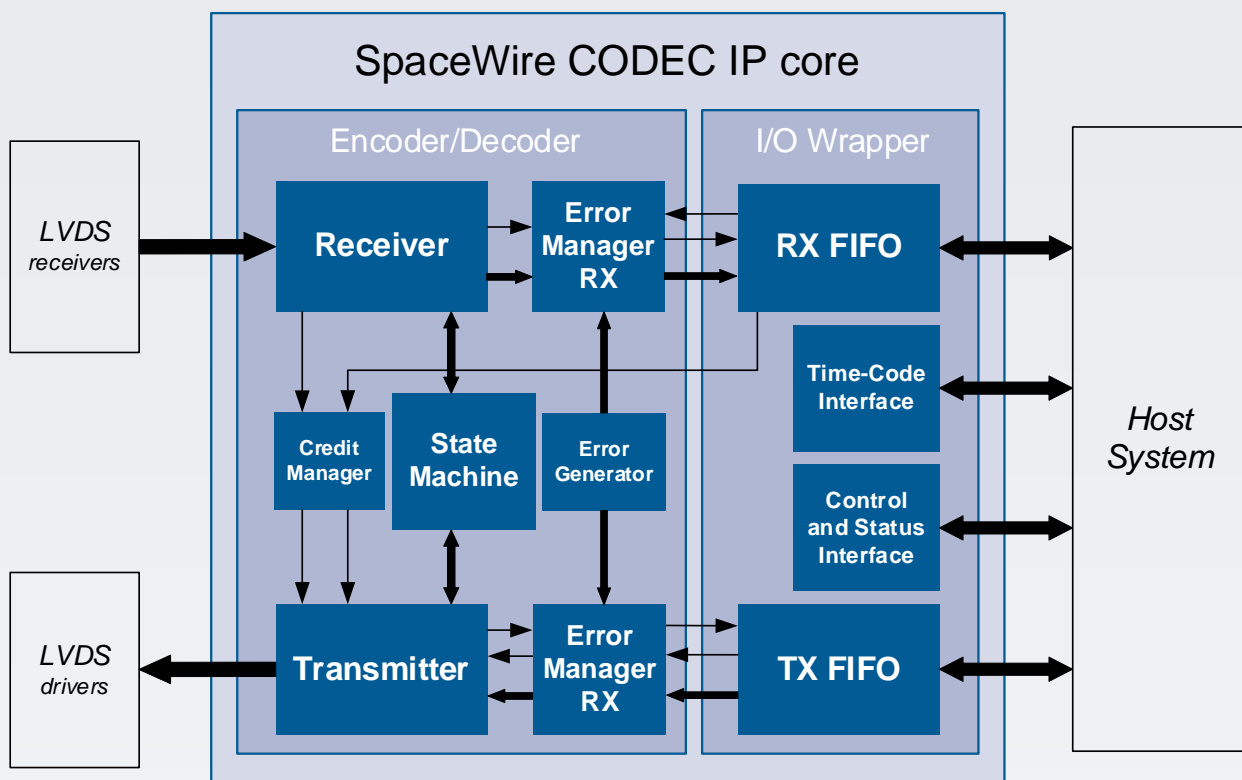 SpaceWire CODEC IP core
Encoder/Decoder
I/O Wrapper
LVDS
receivers
Receiver
Error
Manager
RX
RX FIFO
Time-Code
Interface
Credit
Manager
State
Machine
Error
Generator
Control
and Status
Interface
Host
System
LVDS
drivers
Transmitter
Error
Manager
RX
TX FIFO